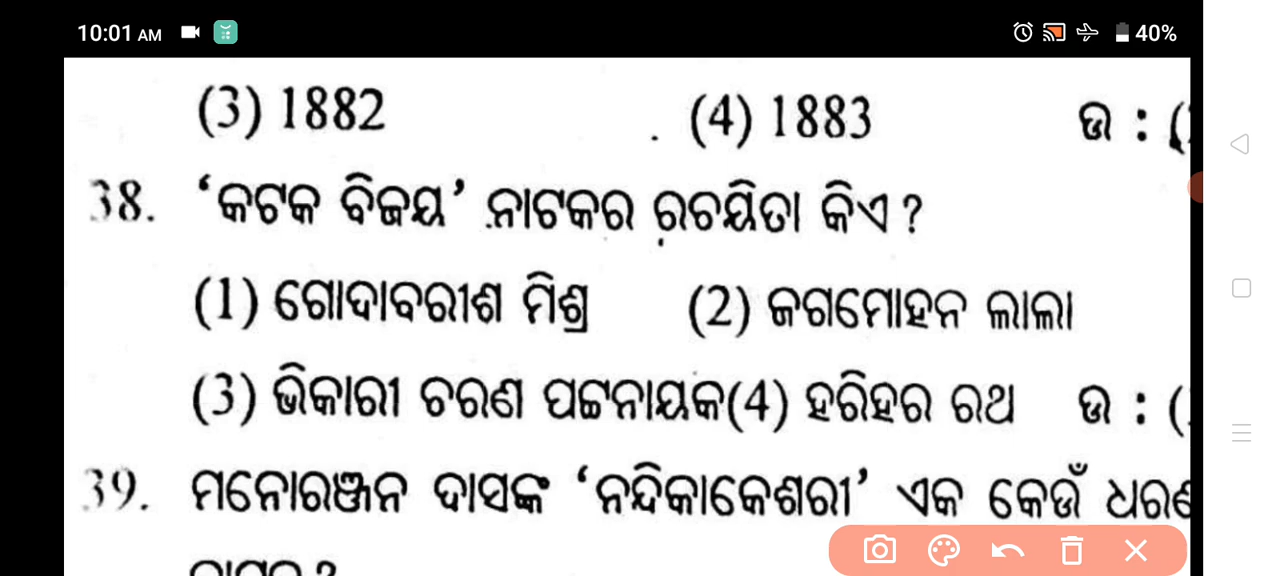 10:01 AM 40%
(3) 1882 (4) 1883 ଉ : (
38. ‘କଟକ ବିଜୟ’ ନାଟକର ରଚୟିତା କିଏ ?
(1) ଗୋଦାବରୀଶ ମିଶ୍ର (2) ଜଗମୋହନ ଲାଲା
(3) ଭିକାରୀ ଚରଣ ପଟ୍ଟନାୟକ (4) ହରିହର ରଥ ଉ : (
39. ମନୋରଞ୍ଜନ ଦାସଙ୍କ ‘ନନ୍ଦିକାକେଶରୀ’ ଏକ କେଉଁ ଧରଣ